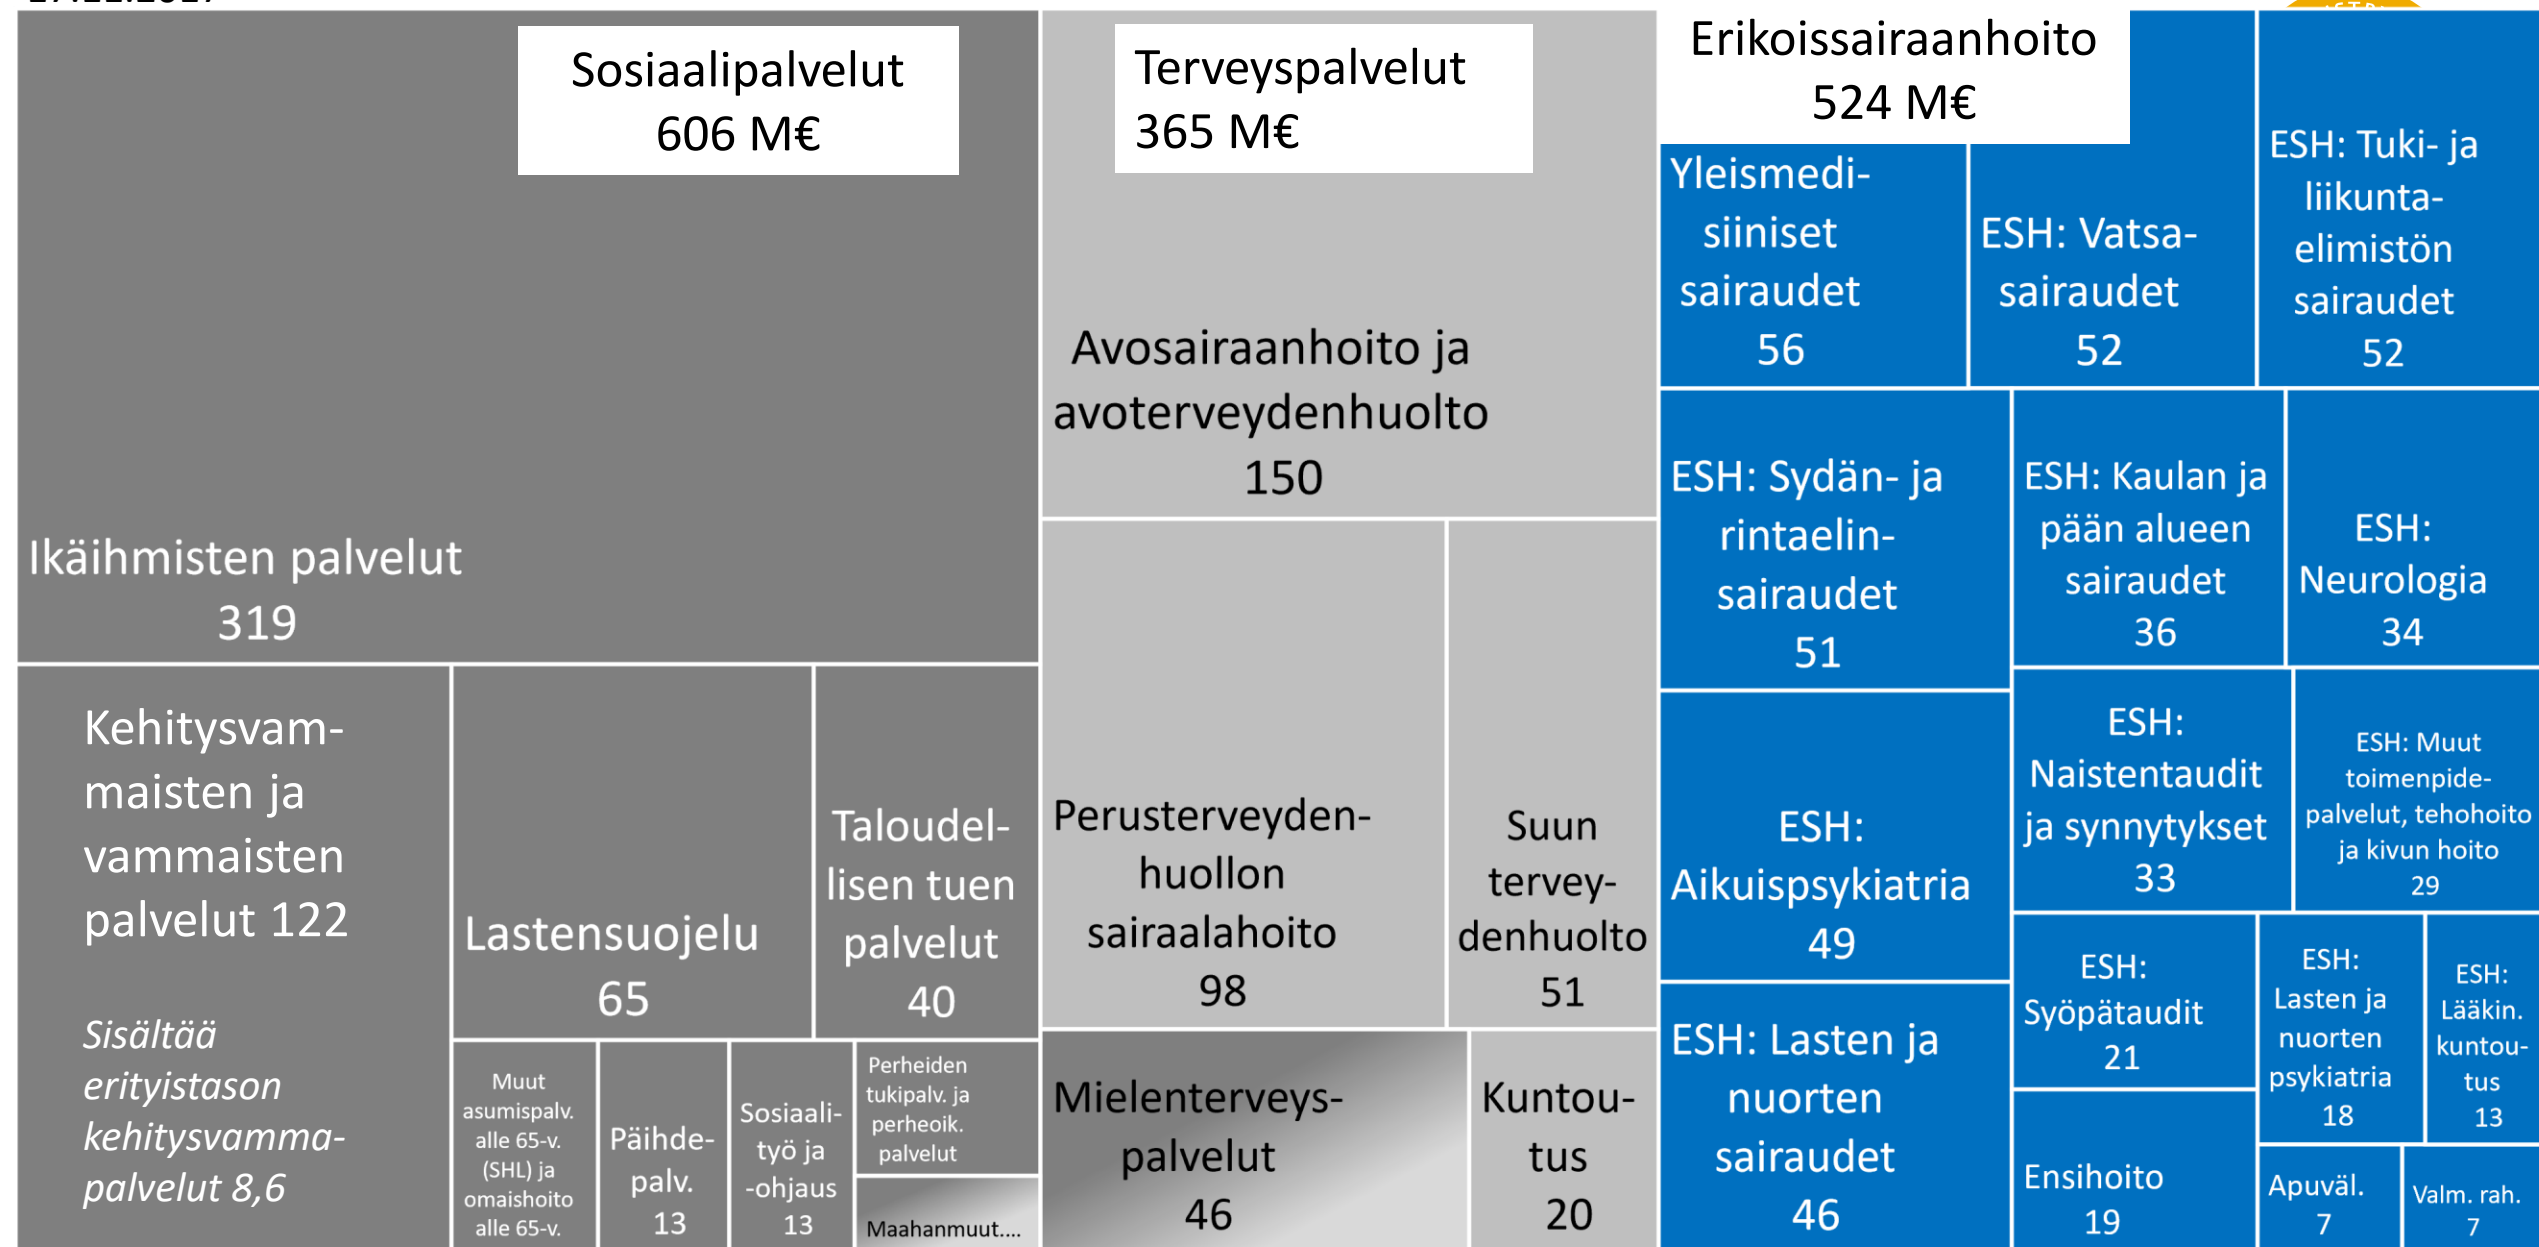 Sosiaalipalvelut
606 M€
Ikäihmisten palvelut
319
Kehitysvam-
maisten ja
vammaisten
palvelut 122
Sisältää
erityistason
kehitysvamma-
palvelut 8,6
Lastensuojelu
65
Taloudel-
lisen tuen
palvelut
40
Muut
asumispalv.
alle 65-v.
(SHL) ja
omaishoito
alle 65-v.
Päihde-
palv.
13
Sosiaali-
työ ja
-ohjaus
13
Perheiden
tukipalv. ja
perheoik.
palvelut
Maahanmuut....
Terveyspalvelut
365 M€
Avosairaanhoito ja
avoterveydenhuolto
150
Perusterveyden-
huollon
sairaalahoito
98
Suun
tervey-
denhuolto
51
Mielenterveys-
palvelut
46
Kuntou-
tus
20
Erikoissairaanhoito
524 M€
Yleismedi-
siiniset
sairaudet
56
ESH: Vatsa-
sairaudet
52
ESH: Tuki- ja
liikunta-
elimistön
sairaudet
52
ESH: Sydän- ja
rintaelin-
sairaudet
51
ESH: Kaulan ja
pään alueen
sairaudet
36
ESH:
Neurologia
34
ESH:
Aikuispsykiatria
49
ESH:
Naistentaudit
ja synnytykset
33
ESH: Muut
toimenpide-
palvelut, tehohoito
ja kivun hoito
29
ESH: Lasten ja
nuorten
sairaudet
46
ESH:
Syöpätaudit
21
ESH:
Lasten ja
nuorten
psykiatria
18
ESH:
Lääkin.
kuntou-
tus
13
Ensihoito
19
Apuväl.
7
Valm. rah.
7